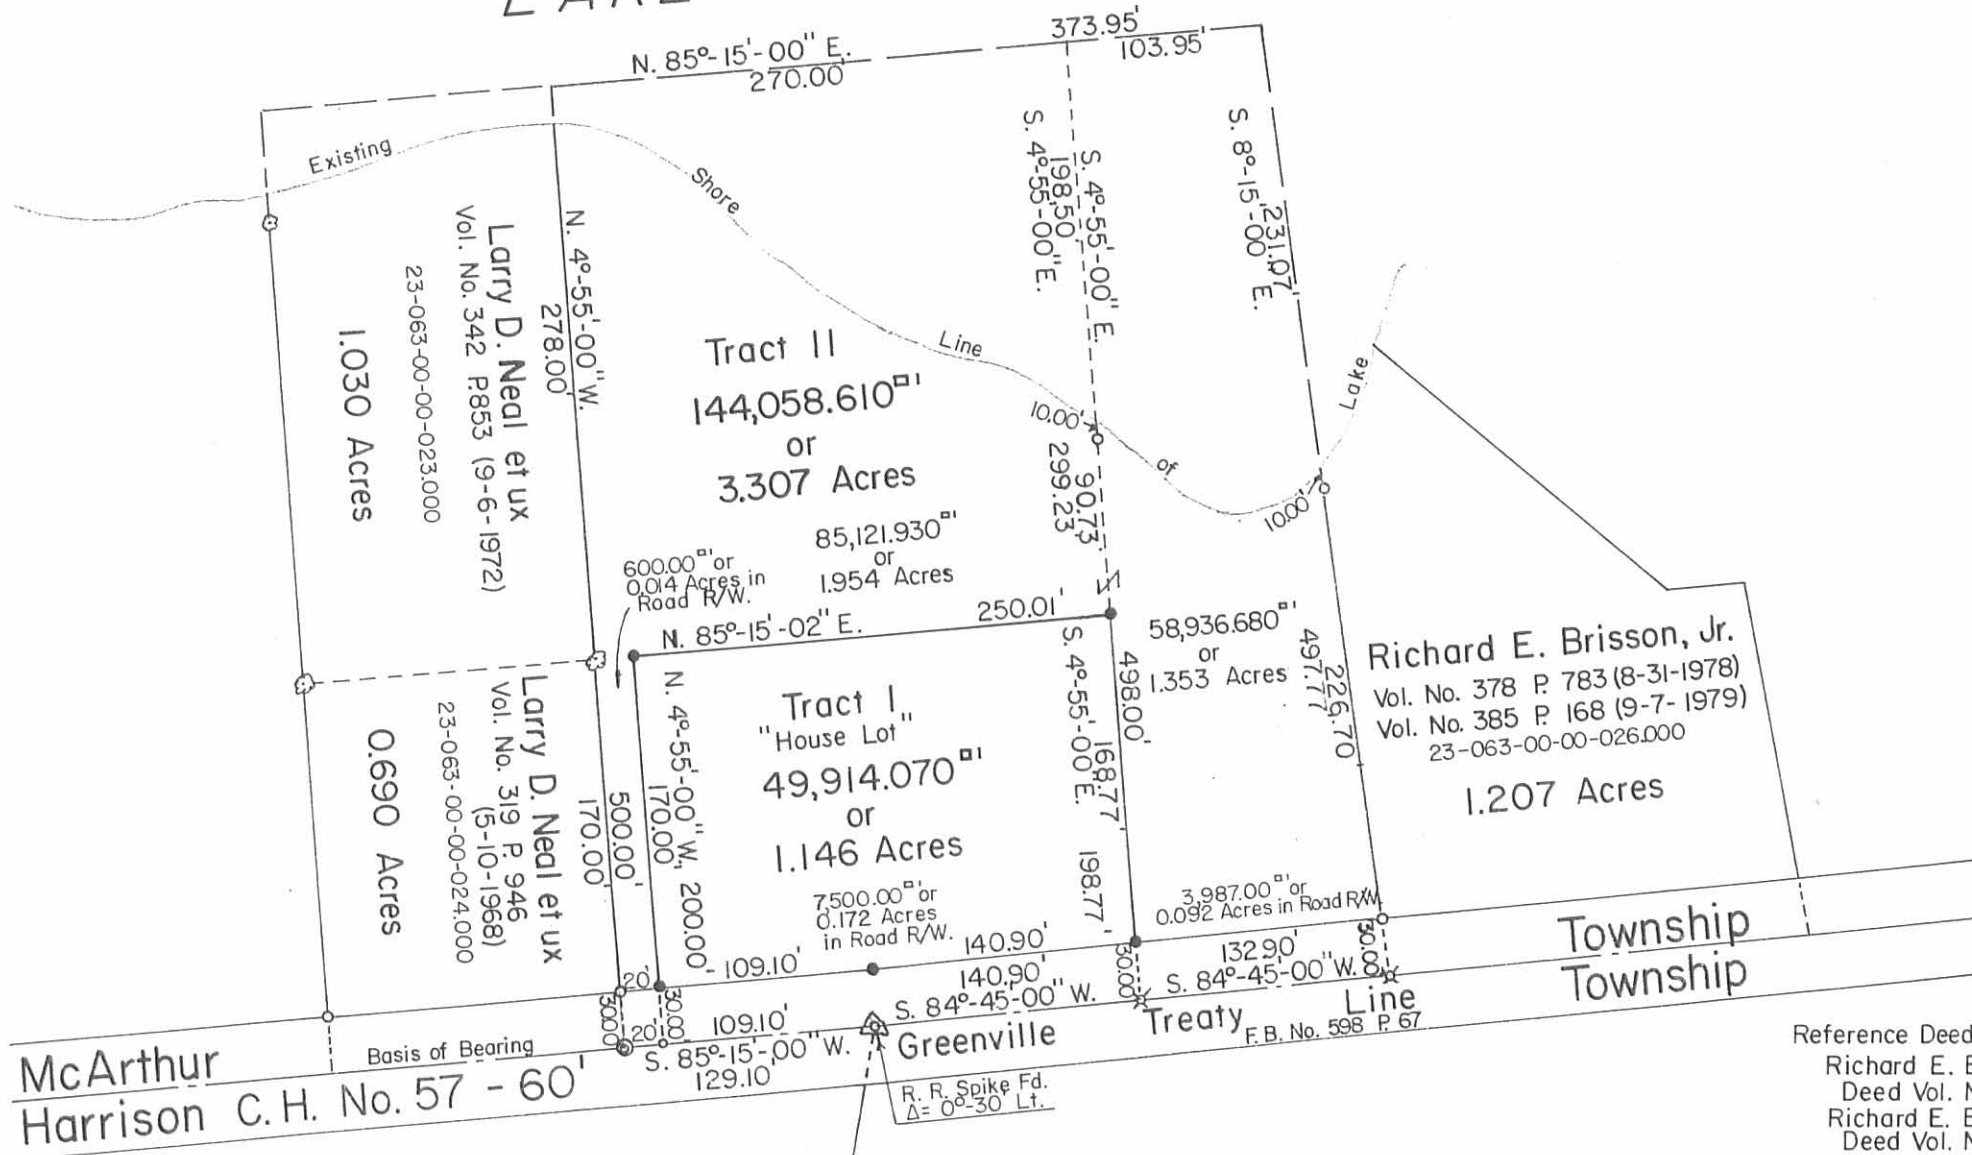 373.95'
N. 85°-15'-00" E.
270.00'
103.95'
Existing
Shore
Line
of
Lake
S. 4°-55'-00" E.
198.50'
S. 4°-55'-00" E.
S. 8°-15'-00" E.
231.07'
N. 4°-55'-00" W.
278.00'
Larry D. Neal et ux
Vol. No. 342 P.853 (9-6-1972)
23-063-00-00-023.000
1.030 Acres
Tract II
144,058.610□'
or
3.307 Acres
85,121.930□'
or
1.954 Acres
600.00□' or
0.014 Acres in
Road R/W.
10.00'
90.73'
299.23'
10.00'
N. 85°-15'-02" E.
250.01'
58,936.680□'
or
1.353 Acres
497.77'
226.70'
Richard E. Brisson, Jr.
Vol. No. 378 P. 783 (8-31-1978)
Vol. No. 385 P. 168 (9-7-1979)
23-063-00-00-026.000
1.207 Acres
Larry D. Neal et ux
Vol. No. 319 P. 946
(5-10-1968)
23-063-00-00-024.000
0.690 Acres
170.00'
500.00'
N. 4°-55'-00" W., 200.00'
170.00'
Tract I
"House Lot"
49,914.070□'
or
1.146 Acres
7,500.00□' or
0.172 Acres
in Road R/W.
S. 4°-55'-00" E.
168.77'
198.77'
498.00'
3,987.00□' or
0.092 Acres in Road R/W
109.10'
140.90'
20'
30.00'
30.00'
20'
109.10'
140.90'
S. 84°-45'-00" W.
30.00'
132.90'
S. 84°-45'-00" W.
30.00'
Township
Township
McArthur
Basis of Bearing
S. 85°-15'-00" W.
129.10'
Greenville
Treaty
Line
F.B. No. 598 P. 67
Harrison C.H. No. 57 - 60'
R. R. Spike Fd.
Δ= 0°-30' Lt.
Reference Deed
Richard E.
Deed Vol.
Richard E.
Deed Vol.